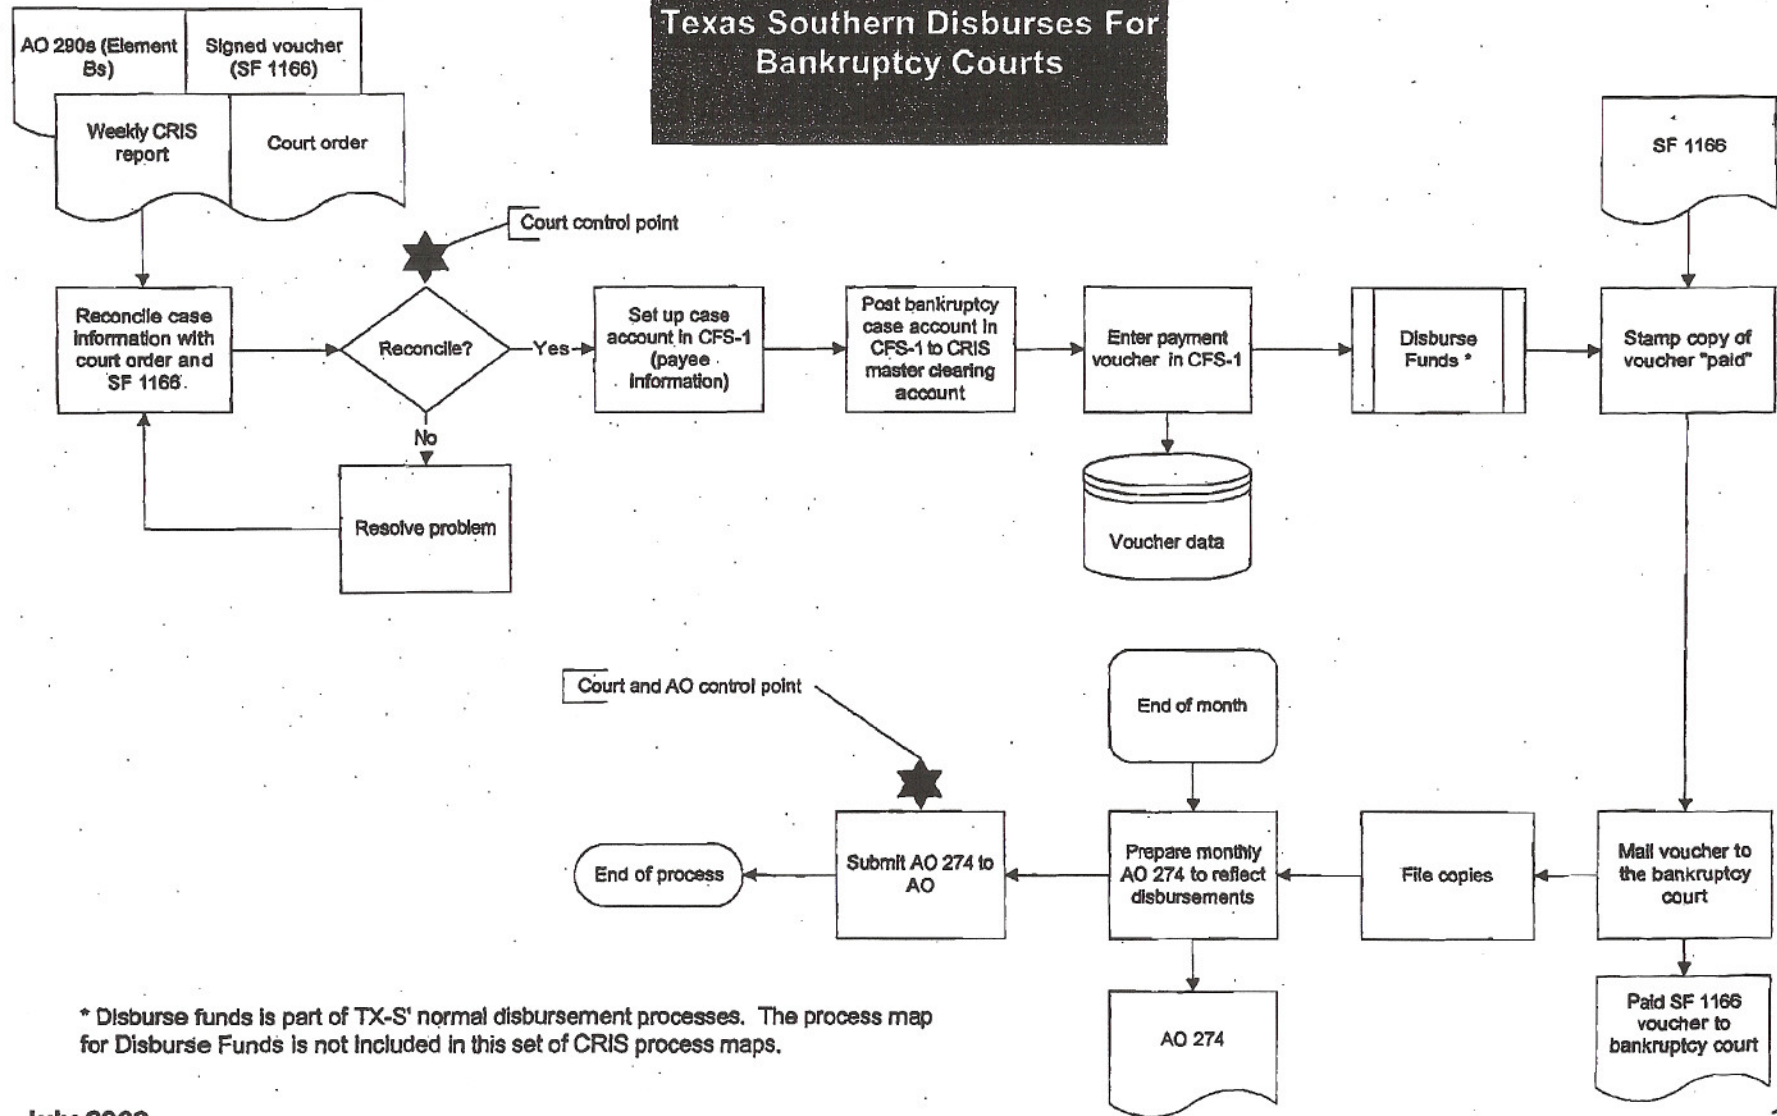 Texas Southern Disburses For
Bankruptcy Courts
AO 290s (Element
Bs)
Signed voucher
(SF 1166)
Weekly CRIS
report
Court order
SF 1166
Court control point
Reconcile case
information with
court order and
SF 1166.
Reconcile?
Yes
Set up case
account in CFS-1
(payee
information)
Post bankruptcy
case account in
CFS-1 to CRIS
master clearing
account
Enter payment
voucher in CFS-1
Disburse
Funds *
Stamp copy of
voucher "paid"
No
Resolve problem
Voucher data
Court and AO control point
End of month
End of process
Submit AO 274 to
AO
Prepare monthly
AO 274 to reflect
disbursements
File copies
Mail voucher to
the bankruptcy
court
AO 274
Paid SF 1166
voucher to
bankruptcy court
* Disburse funds is part of TX-S' normal disbursement processes. The process map
for Disburse Funds is not included in this set of CRIS process maps.